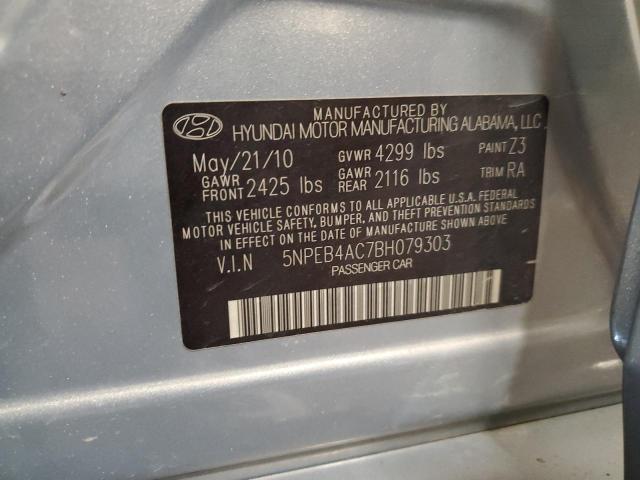 MANUFACTURED BY
HYUNDAI MOTOR MANUFACTURING ALABAMA, LLC
May/21/10 GVWR 4299 lbs PAINT Z3
GAWR FRONT 2425 lbs GAWR REAR 2116 lbs TRIM RA
THIS VEHICLE CONFORMS TO ALL APPLICABLE U.S.A. FEDERAL
MOTOR VEHICLE SAFETY, BUMPER, AND THEFT PREVENTION STANDARDS
IN EFFECT ON THE DATE OF MANUFACTURE SHOWN ABOVE.
V.I.N 5NPEB4AC7BH079303
PASSENGER CAR